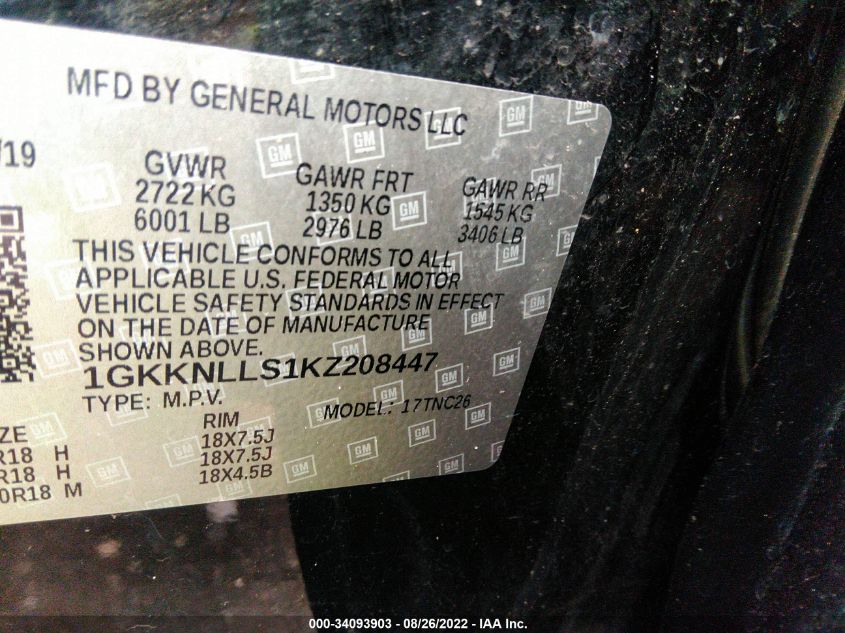 MFD BY GENERAL MOTORS LLC
/19
GVWR GAWR FRT GAWR RR
2722 KG 1350 KG 1545 KG
6001 LB 2976 LB 3406 LB
THIS VEHICLE CONFORMS TO ALL
APPLICABLE U.S. FEDERAL MOTOR
VEHICLE SAFETY STANDARDS IN EFFECT
ON THE DATE OF MANUFACTURE
SHOWN ABOVE.
1GKKNLLS1KZ208447
TYPE: M.P.V. MODEL: 17TNC26
ZE RIM
R18 H 18X7.5J
R18 H 18X7.5J
0R18 M 18X4.5B
000-34093903 - 08/26/2022 - IAA Inc.